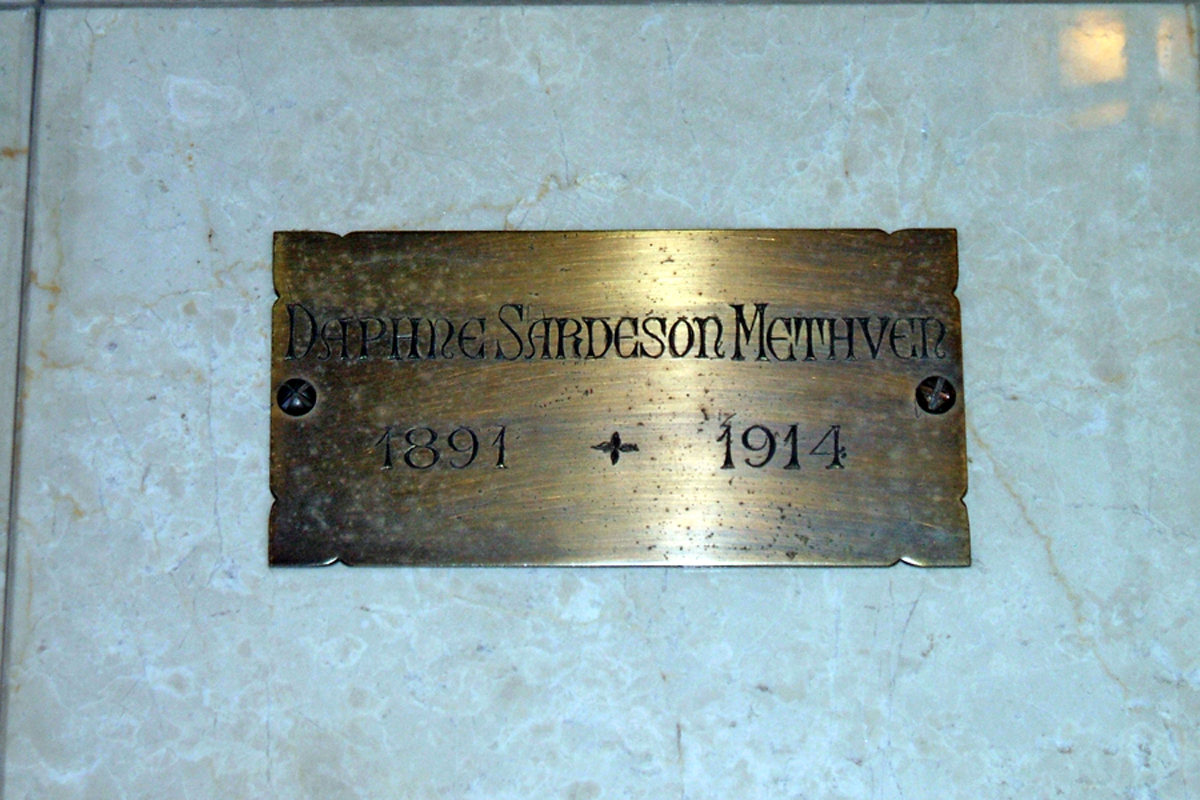 DAPHNE SARDESON METHVEN
1891 1914